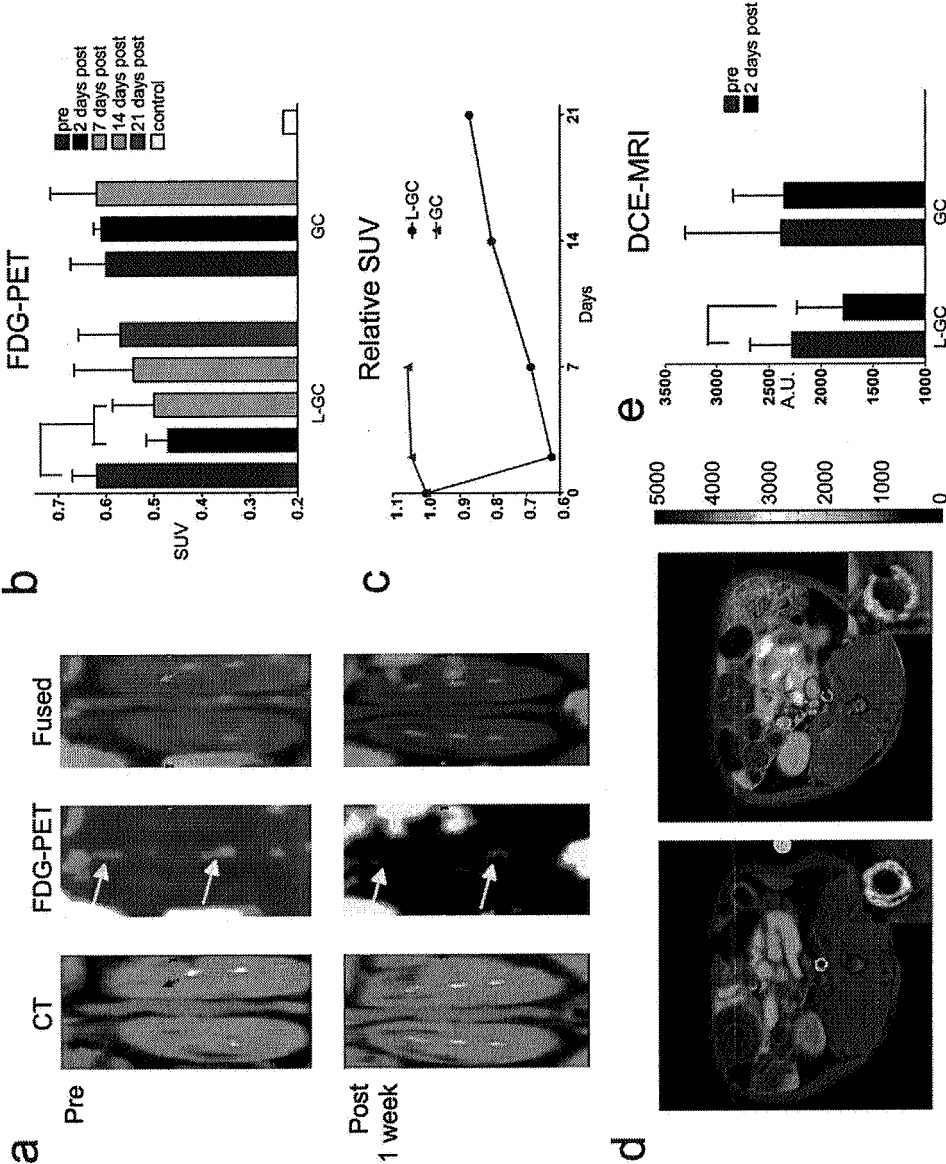 a
CT
FDG-PET
Fused
Pre
Post
1 week
b
FDG-PET
SUV
0.7
0.6
0.5
0.4
0.3
0.2
L-GC
GC
pre
2 days post
7 days post
14 days post
21 days post
control
c
Relative SUV
1.1
1.0
0.9
0.8
0.7
0.6
L-GC
GC
0
7
14
21
Days
d
5000
4000
3000
2000
1000
0
e
DCE-MRI
3500
3000
2500
2000
1500
1000
A.U.
L-GC
GC
pre
2 days post